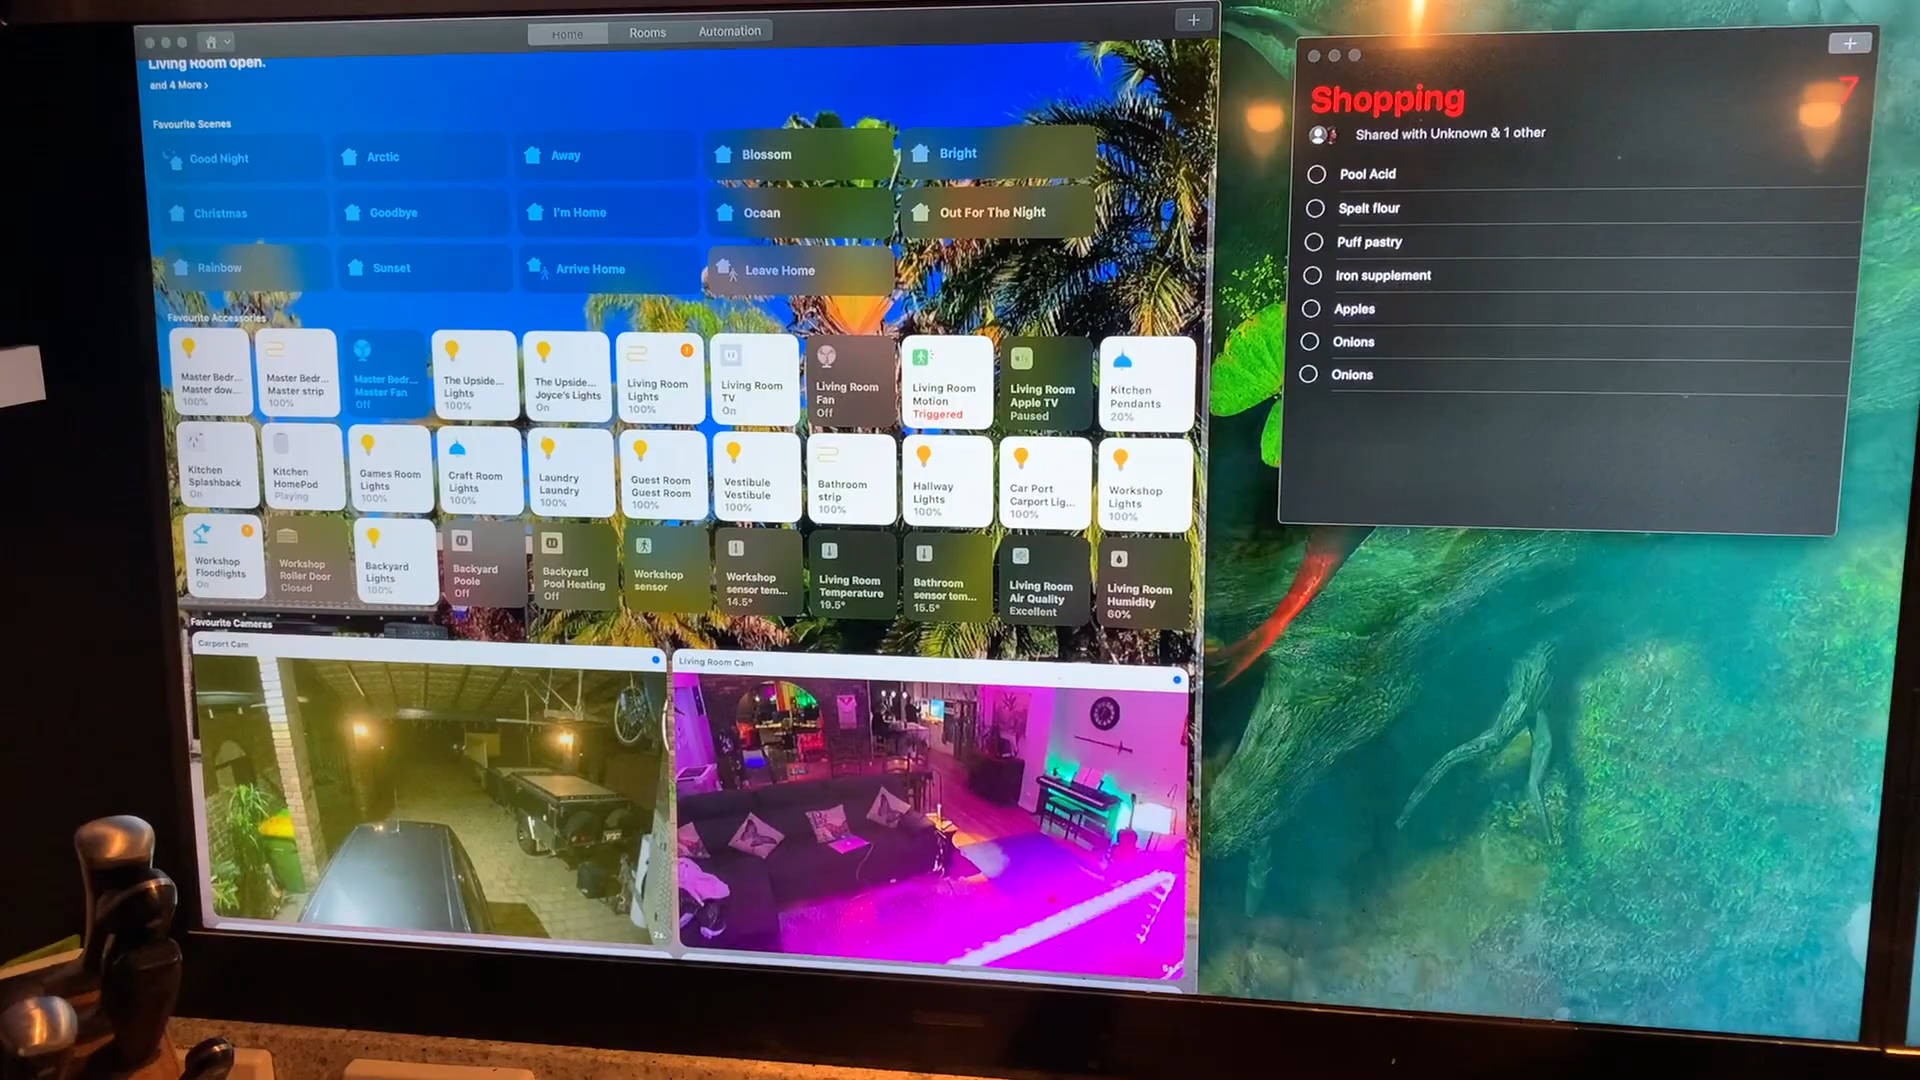 Home
Rooms
Automation
Living Room open.
and 4 More ›
Favourite Scenes
Good Night
Arctic
Away
Blossom
Bright
Christmas
Goodbye
I'm Home
Ocean
Out For The Night
Rainbow
Sunset
Arrive Home
Leave Home
Favourite Accessories
Master Bedr...
Master dow...
100%
Master Bedr...
Master strip
100%
Master Bedr...
Master Fan
Off
The Upside...
100%
The Upside...
Joyce's Lights
On
Living Room
Lights
100%
Living Room
TV
On
Living Room
Fan
Off
Living Room
Motion
Triggered
Living Room
Apple TV
Paused
Kitchen
Pendants
20%
Kitchen
Splashback
On
Kitchen
HomePod
Playing
Games Room
Lights
100%
Craft Room
Lights
100%
Laundry
Laundry
100%
Guest Room
Guest Room
100%
Vestibule
Vestibule
100%
Bathroom
strip
100%
Hallway
Lights
100%
Car Port
Carport Lig...
100%
Workshop
Lights
100%
Workshop
Floodlights
On
Workshop
Roller Door
Closed
Backyard
Lights
100%
Backyard
Poole
Off
Backyard
Pool Heating
Off
Workshop
sensor
Workshop
sensor tem...
14.5°
Living Room
Temperature
19.5°
Bathroom
sensor tem...
15.5°
Living Room
Air Quality
Excellent
Living Room
Humidity
60%
Favourite Cameras
Carport Cam
Living Room Cam
Shopping
7
Shared with Unknown & 1 other
Pool Acid
Spelt flour
Puff pastry
Iron supplement
Apples
Onions
Onions